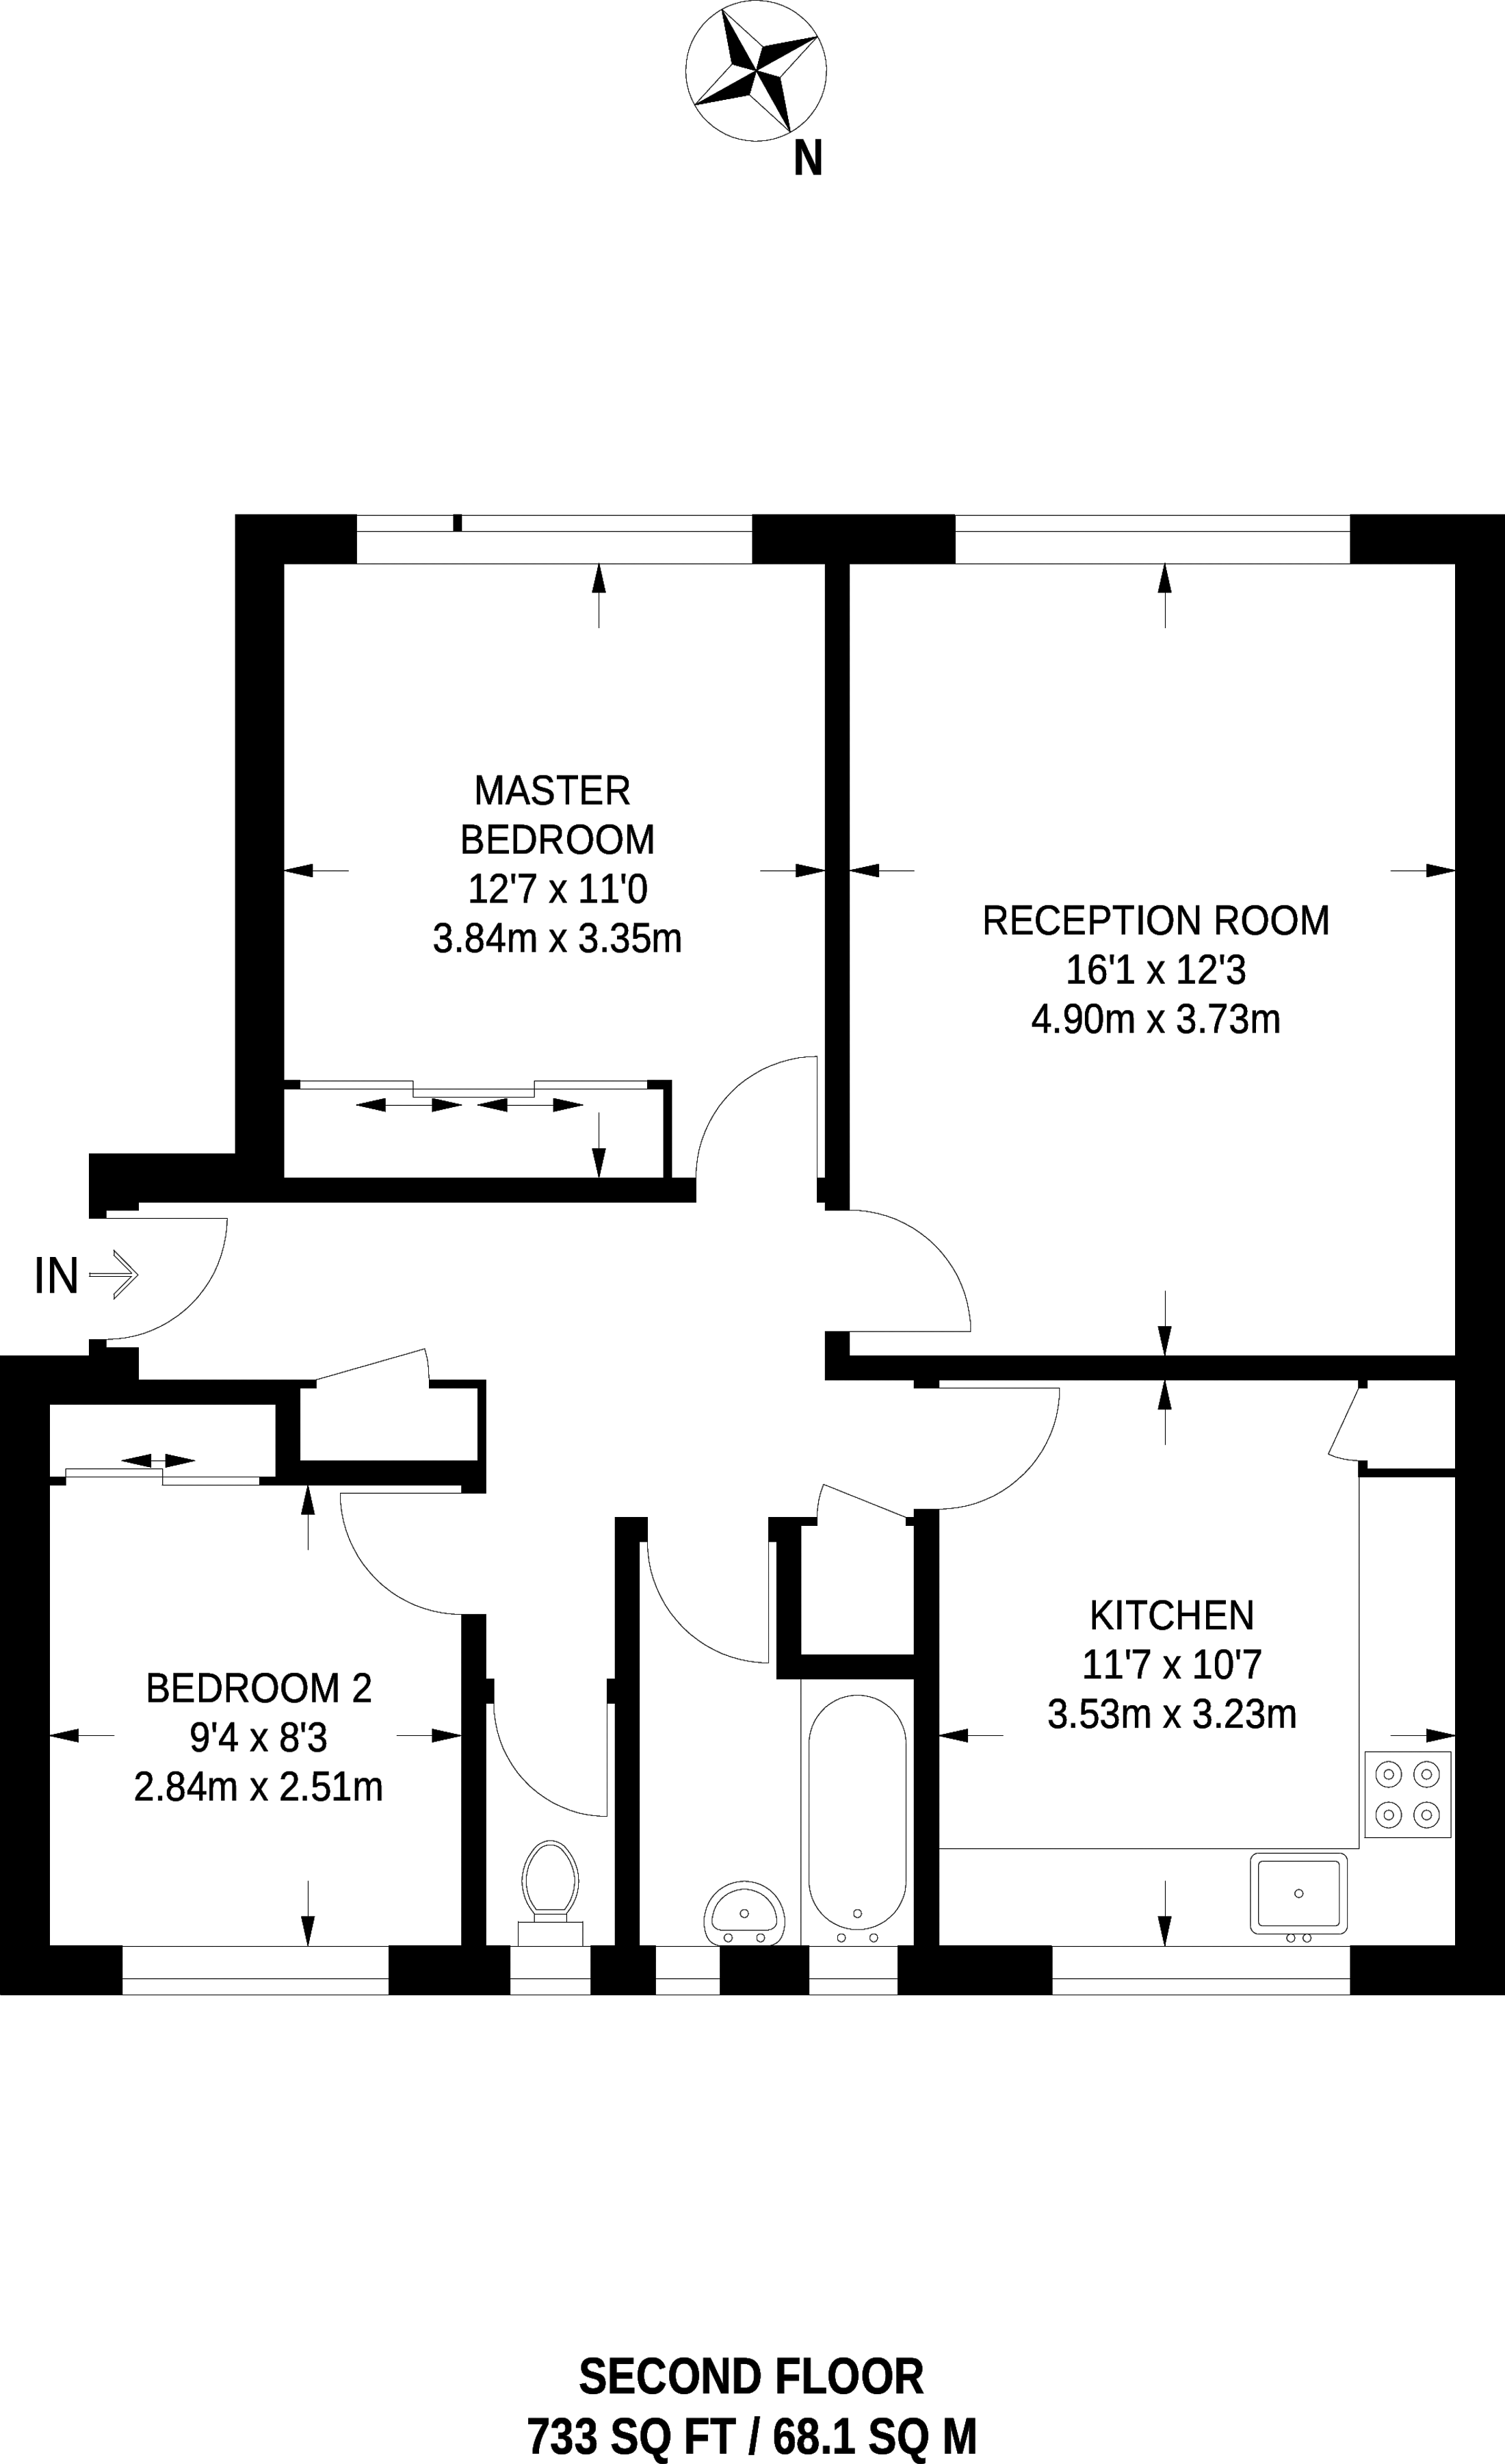 N
MASTER
BEDROOM
12'7 x 11'0
3.84m x 3.35m
RECEPTION ROOM
16'1 x 12'3
4.90m x 3.73m
IN
KITCHEN
11'7 x 10'7
3.53m x 3.23m
BEDROOM 2
9'4 x 8'3
2.84m x 2.51m
SECOND FLOOR
733 SQ FT / 68.1 SQ M